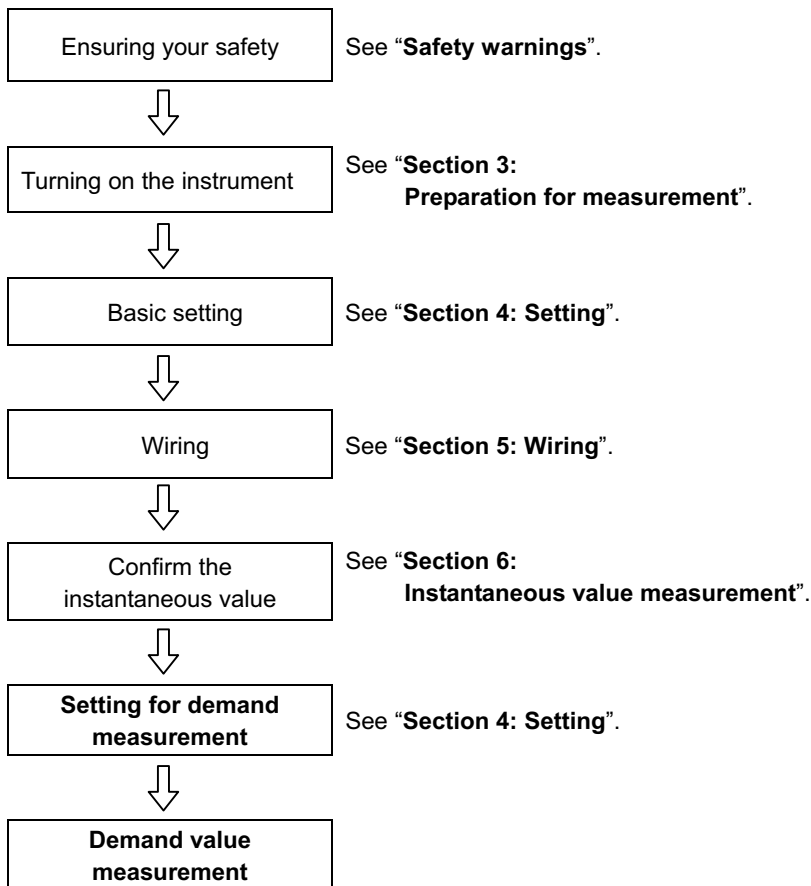 Ensuring your safety
See “Safety warnings”.
Turning on the instrument
See “Section 3:
Preparation for measurement”.
Basic setting
See “Section 4: Setting”.
Wiring
See “Section 5: Wiring”.
Confirm the
instantaneous value
See “Section 6:
Instantaneous value measurement”.
Setting for demand
measurement
See “Section 4: Setting”.
Demand value
measurement